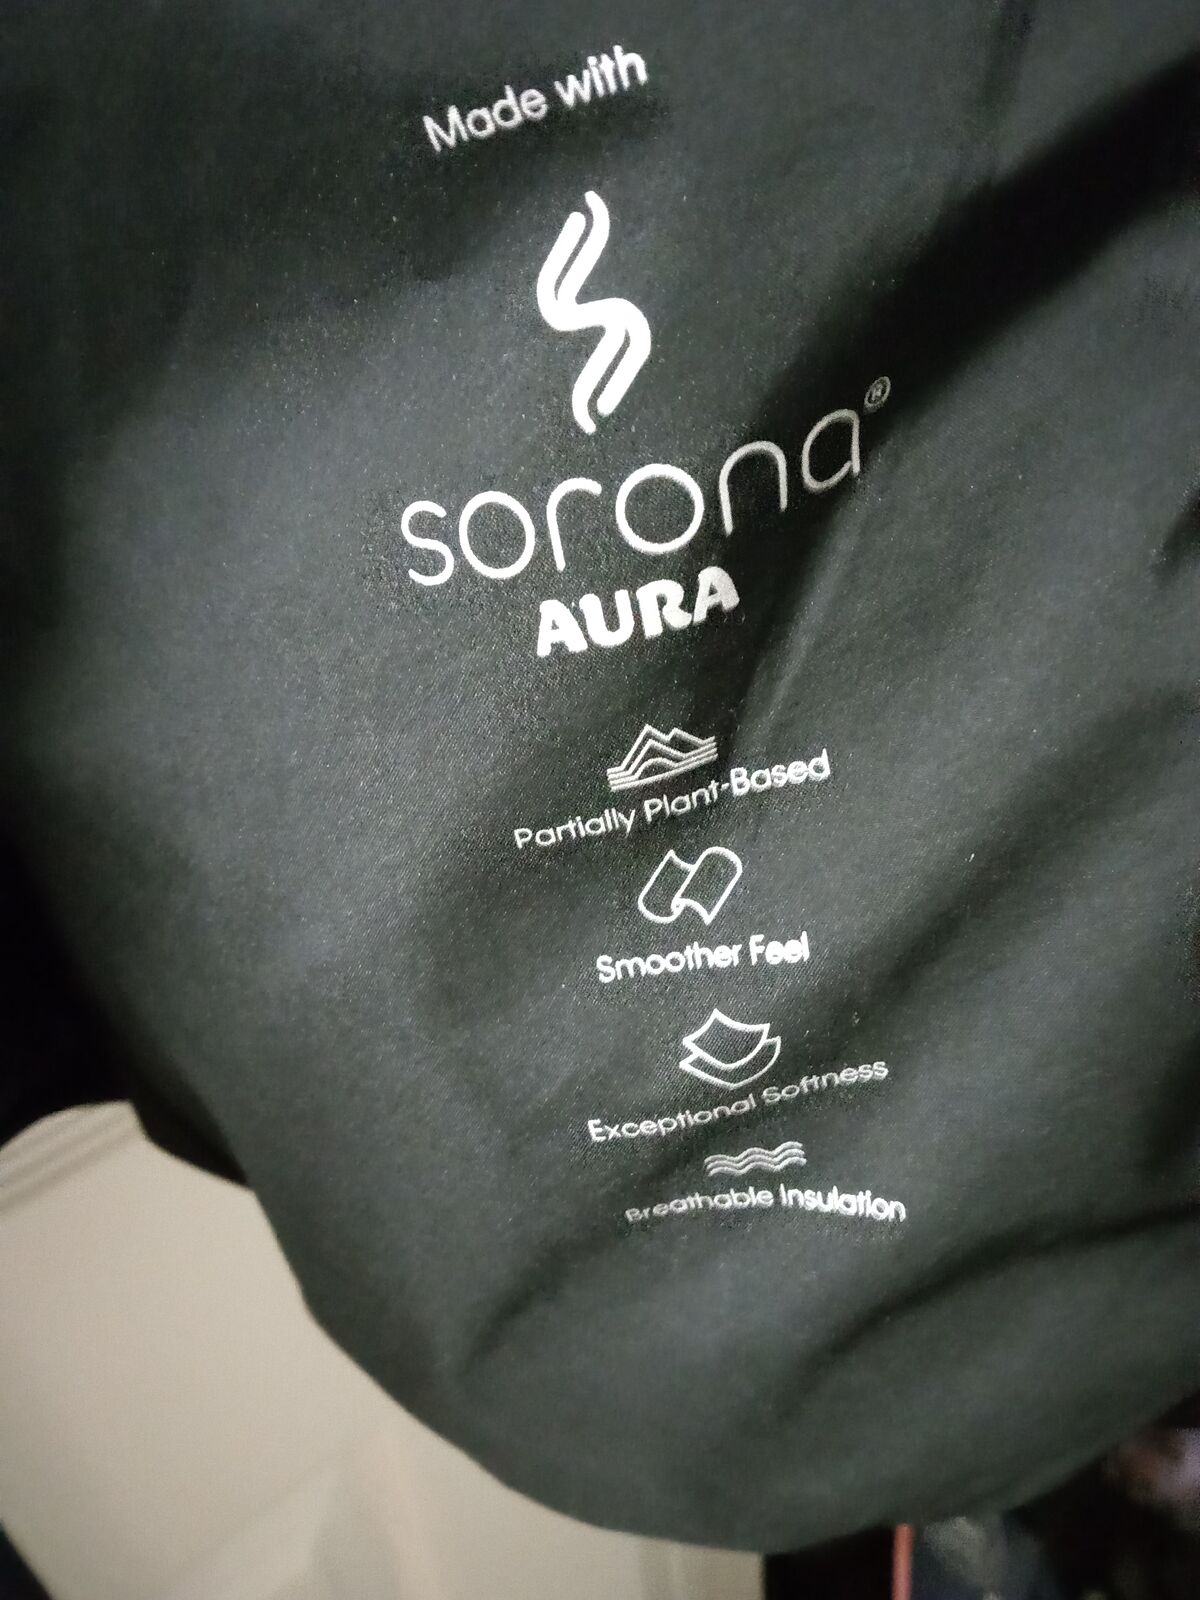 Made with
sorona®
AURA
Partially Plant-Based
Smoother Feel
Exceptional Softness
Breathable Insulation